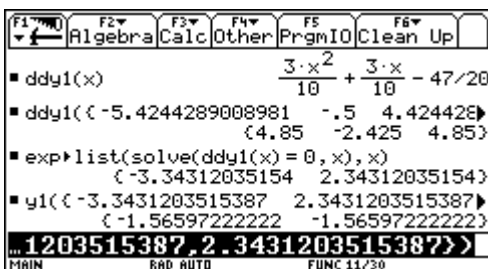 F1 F2 F3 F4 F5 F6
Algebra Calc Other PrgmIO Clean Up
▪ ddy1(x) 3·x²/10 + 3·x/10 - 47/20
▪ ddy1({-5.4244289008981 -.5 4.424428▸
{4.85 -2.425 4.85}
▪ exp▸list(solve(ddy1(x) = 0, x), x)
{-3.34312035154 2.34312035154}
▪ y1({-3.3431203515387 2.3431203515387▸
{-1.56597222222 -1.56597222222}
…1203515387,2.3431203515387})
MAIN RAD AUTO FUNC 11/30